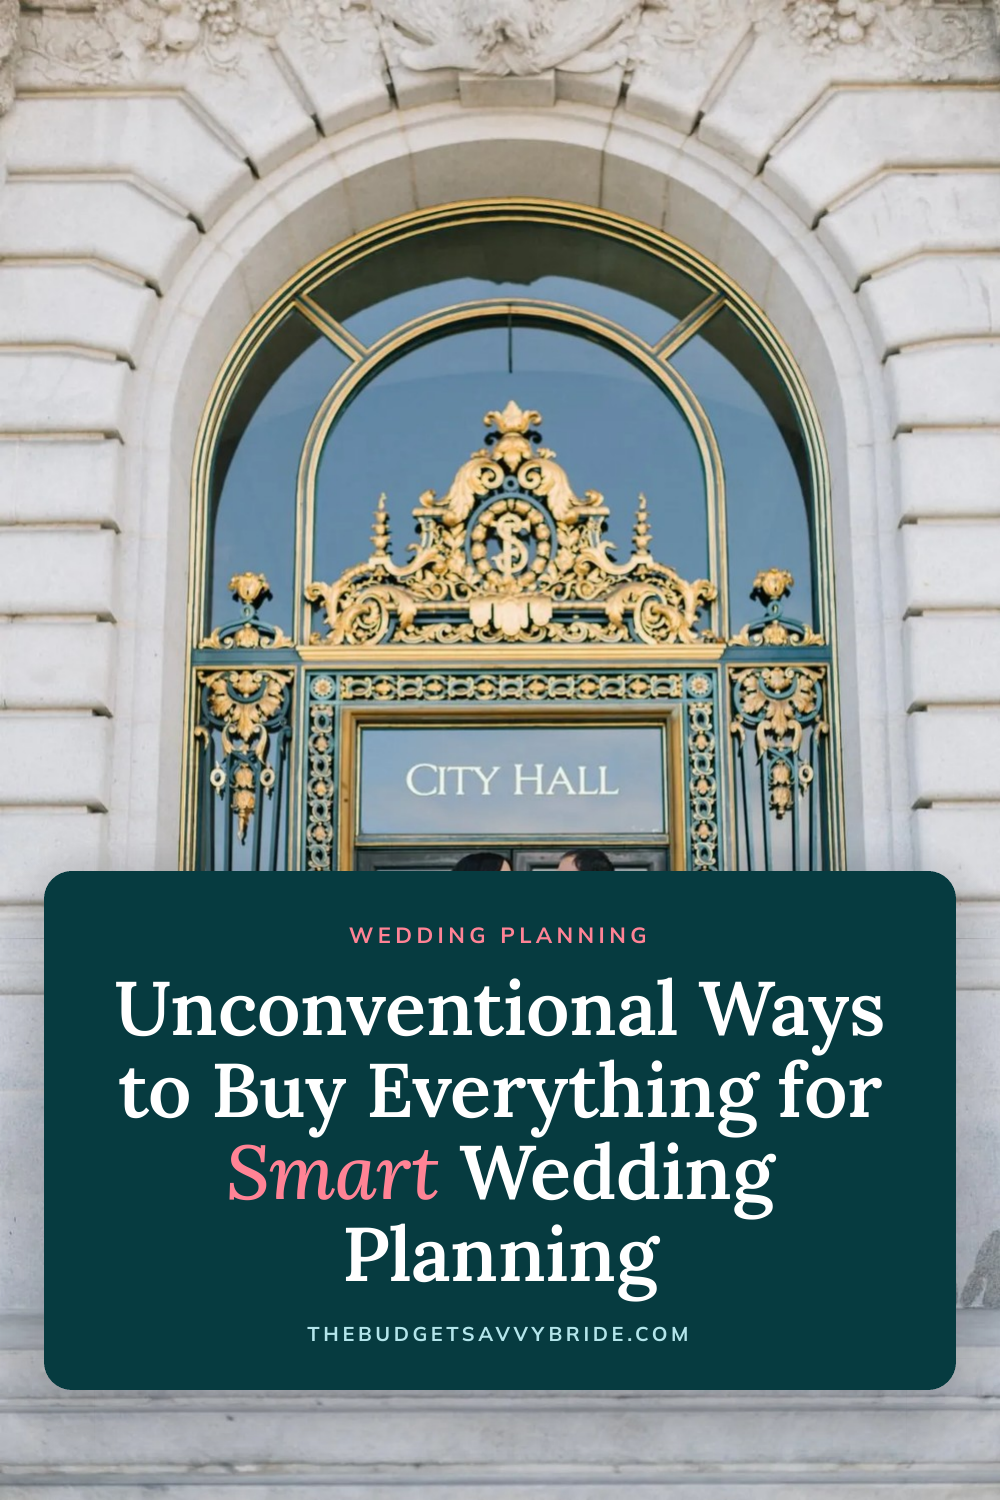 CITY HALL
WEDDING PLANNING
Unconventional Ways
to Buy Everything for
Smart Wedding
Planning
THEBUDGETSAVVYBRIDE.COM